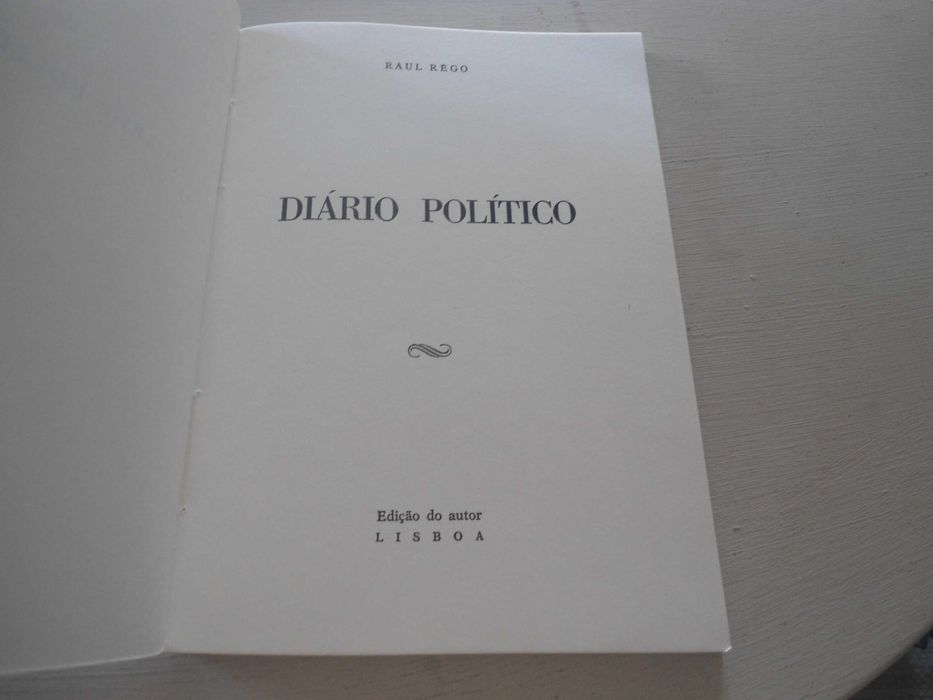 RAUL RÊGO
DIÁRIO POLÍTICO
Edição do autor
LISBOA